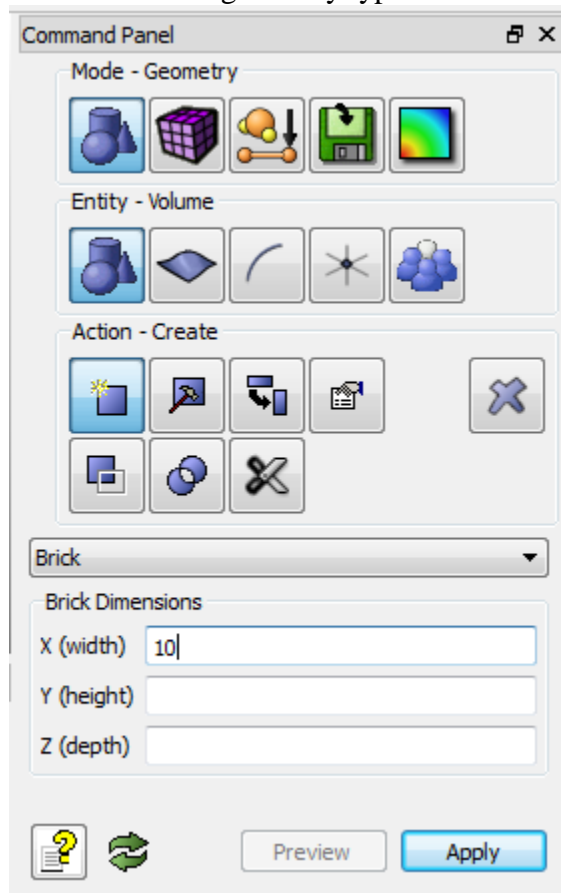 Command Panel
Mode - Geometry
Entity - Volume
Action - Create
Brick
Brick Dimensions
X (width) 10
Y (height)
Z (depth)
Preview Apply